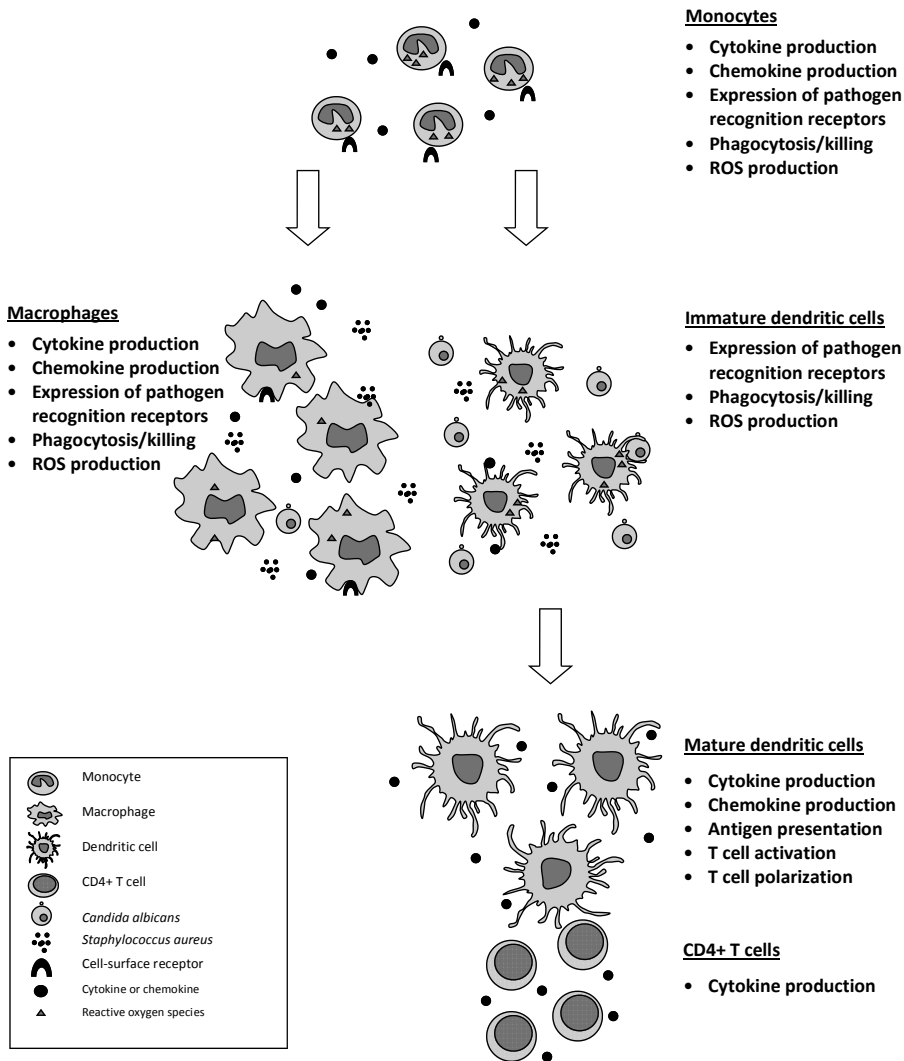 Monocytes
• Cytokine production
• Chemokine production
• Expression of pathogen
recognition receptors
• Phagocytosis/killing
• ROS production
Macrophages
• Cytokine production
• Chemokine production
• Expression of pathogen
recognition receptors
• Phagocytosis/killing
• ROS production
Immature dendritic cells
• Expression of pathogen
recognition receptors
• Phagocytosis/killing
• ROS production
Mature dendritic cells
• Cytokine production
• Chemokine production
• Antigen presentation
• T cell activation
• T cell polarization
CD4+ T cells
• Cytokine production
Monocyte
Macrophage
Dendritic cell
CD4+ T cell
Candida albicans
Staphylococcus aureus
Cell-surface receptor
Cytokine or chemokine
Reactive oxygen species